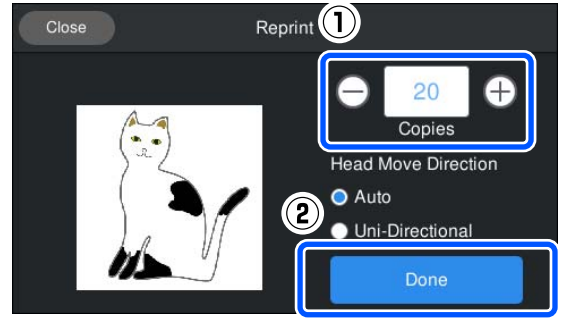 Close
Reprint
①
20
Copies
Head Move Direction
Auto
②
Uni-Directional
Done